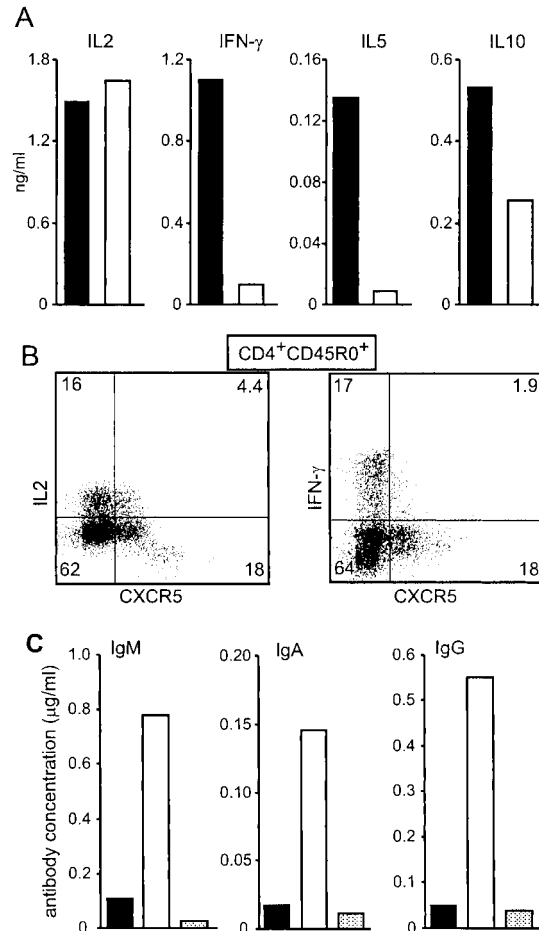 A
IL2 IFN-γ IL5 IL10
ng/ml
1.8 1.2 0.6 0
1.2 0.8 0.4 0
0.16 0.12 0.08 0.04 0
0.6 0.4 0.2 0
B
CD4+CD45R0+
16 4.4
IL2
62 18
CXCR5
17 1.9
IFN-γ
64 18
CXCR5
C
IgM IgA IgG
antibody concentration (μg/ml)
1.0 0.8 0.6 0.4 0.2 0
0.20 0.15 0.10 0.05 0
0.6 0.5 0.4 0.3 0.2 0.1 0